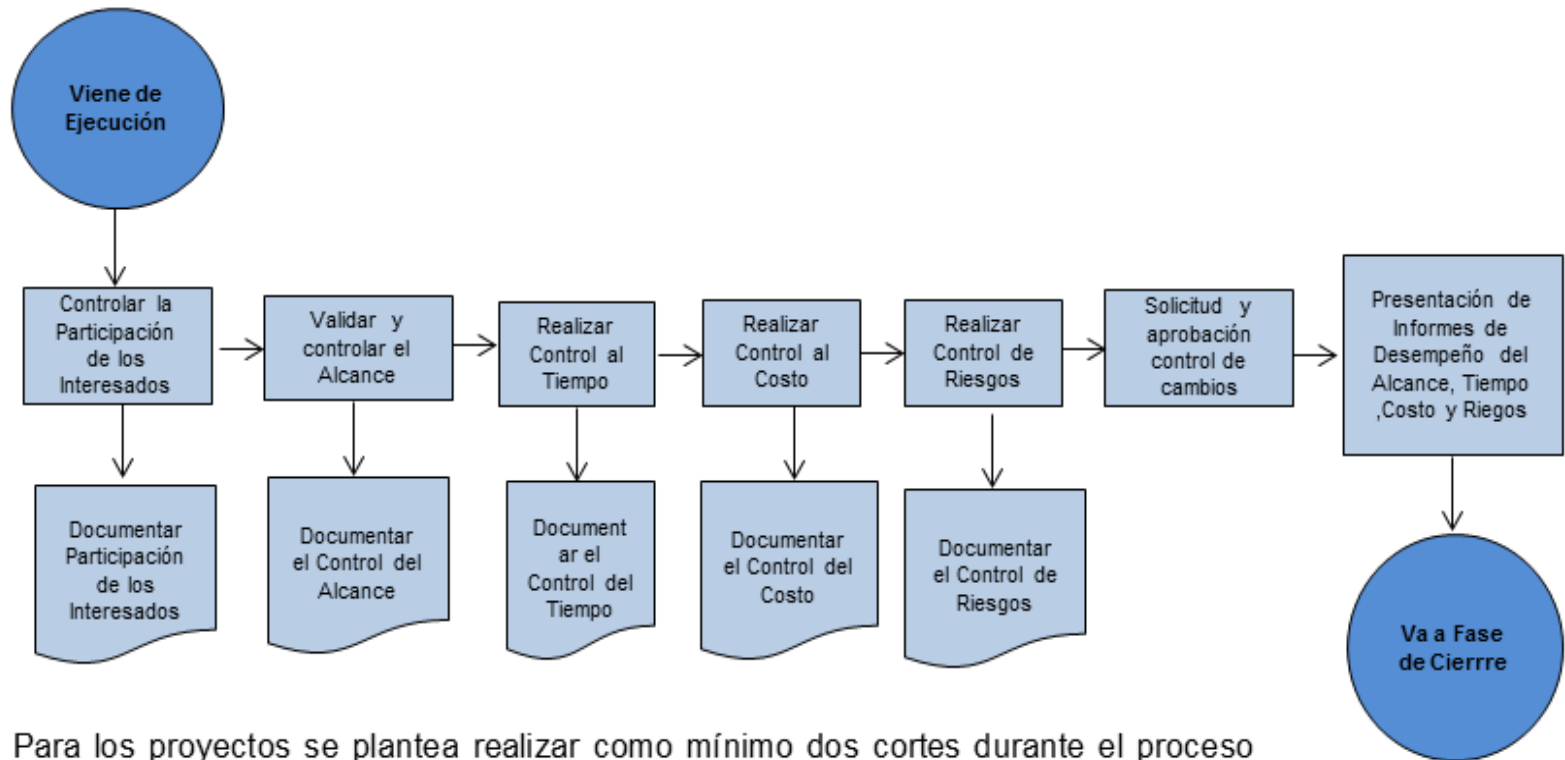 Viene de
Ejecución
Controlar la
Participación
de los
Interesados
Validar y
controlar el
Alcance
Realizar
Control al
Tiempo
Realizar
Control al
Costo
Realizar
Control de
Riesgos
Solicitud y
aprobación
control de
cambios
Presentación de
Informes de
Desempeño del
Alcance, Tiempo
,Costo y Riegos
Documentar
Participación
de los
Interesados
Documentar
el Control del
Alcance
Document
ar el
Control del
Tiempo
Documentar
el Control del
Costo
Documentar
el Control de
Riesgos
Va a Fase
de Cierrre
Para los proyectos se plantea realizar como mínimo dos cortes durante el proceso